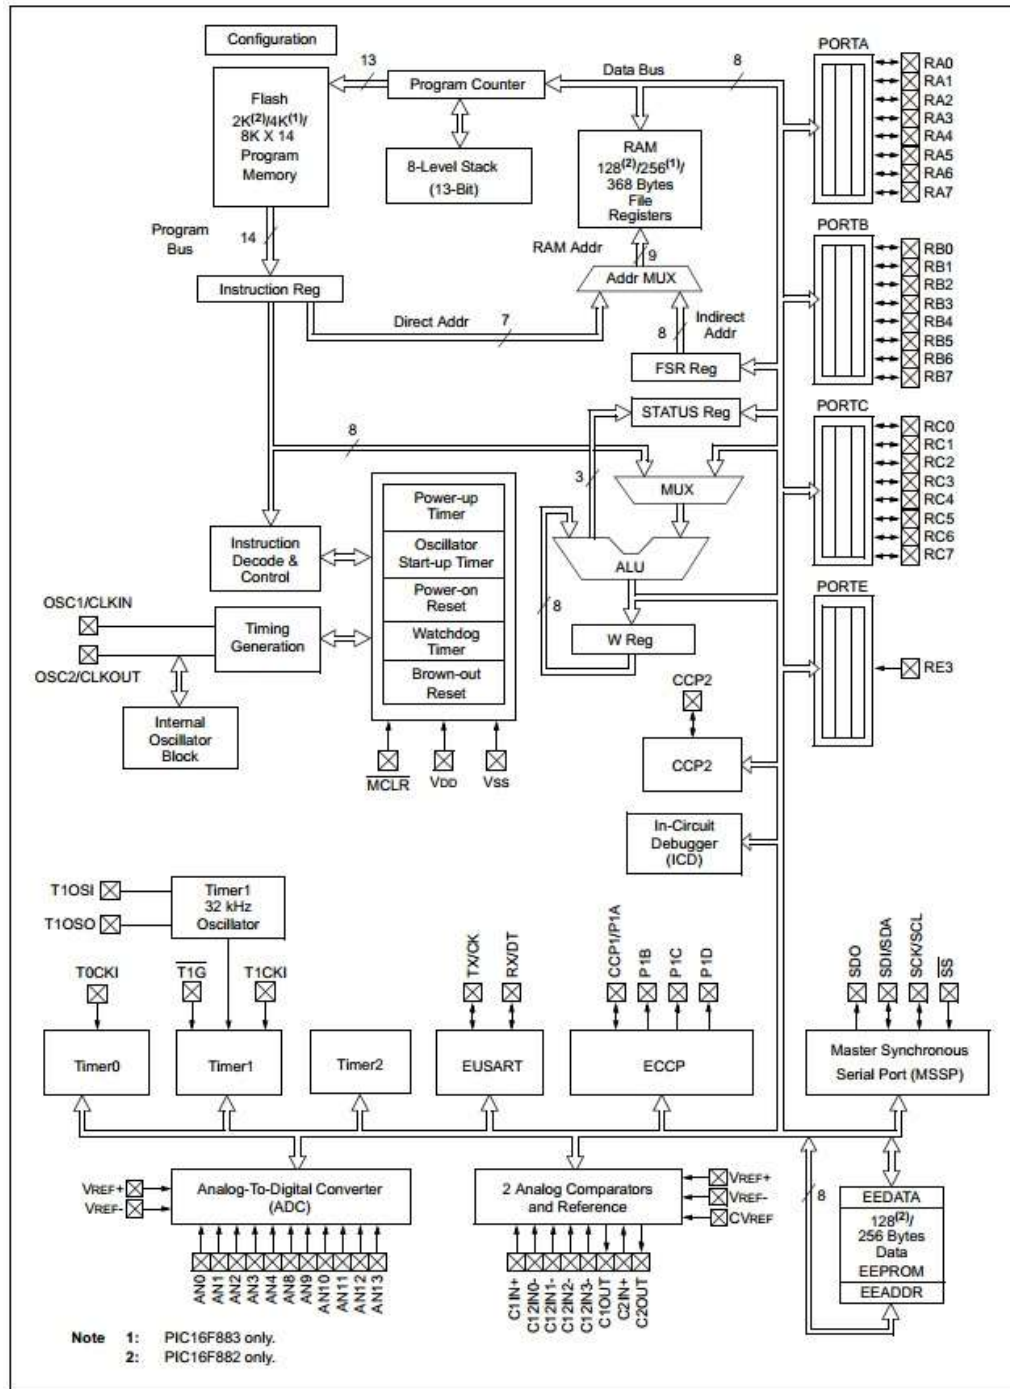 Configuration
Flash
2K(2)/4K(1)/
8K X 14
Program
Memory
13
Program Counter
8-Level Stack
(13-Bit)
Data Bus
8
RAM
128(2)/256(1)/
368 Bytes
File
Registers
Program
Bus
14
RAM Addr
9
Addr MUX
Instruction Reg
Direct Addr
7
Indirect
Addr
8
FSR Reg
STATUS Reg
8
3
MUX
ALU
8
W Reg
Instruction
Decode &
Control
OSC1/CLKIN
OSC2/CLKOUT
Timing
Generation
Internal
Oscillator
Block
Power-up
Timer
Oscillator
Start-up Timer
Power-on
Reset
Watchdog
Timer
Brown-out
Reset
MCLR
VDD
VSS
CCP2
CCP2
In-Circuit
Debugger
(ICD)
PORTA
RA0
RA1
RA2
RA3
RA4
RA5
RA6
RA7
PORTB
RB0
RB1
RB2
RB3
RB4
RB5
RB6
RB7
PORTC
RC0
RC1
RC2
RC3
RC4
RC5
RC6
RC7
PORTE
RE3
T1OSI
T1OSO
Timer1
32 kHz
Oscillator
T0CKI
T1G
T1CKI
TX/CK
RX/DT
CCP1/P1A
P1B
P1C
P1D
SDO
SDI/SDA
SCK/SCL
SS
Timer0
Timer1
Timer2
EUSART
ECCP
Master Synchronous
Serial Port (MSSP)
VREF+
VREF-
Analog-To-Digital Converter
(ADC)
AN0
AN1
AN2
AN3
AN4
AN8
AN9
AN10
AN11
AN12
AN13
2 Analog Comparators
and Reference
VREF+
VREF-
CVREF
C1IN+
C12IN0-
C12IN1-
C12IN2-
C12IN3-
C1OUT
C2IN+
C2OUT
8
EEDATA
128(2)/
256 Bytes
Data
EEPROM
EEADDR
Note 1: PIC16F883 only.
2: PIC16F882 only.